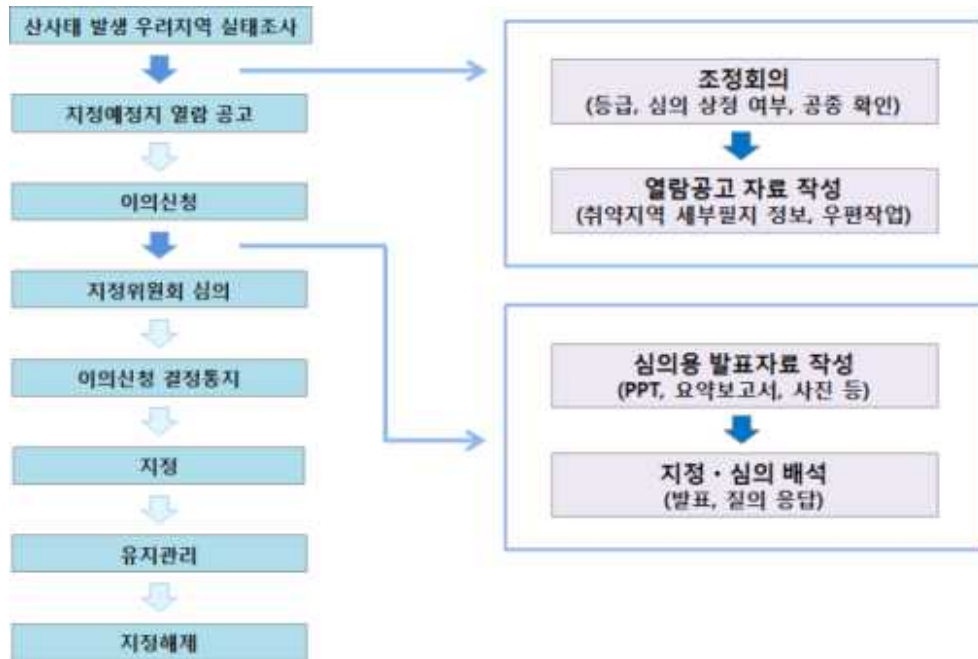 산사태 발생 우려지역 실태조사
지정예정지 열람 공고
이의신청
지정위원회 심의
이의신청 결정통지
지정
유지관리
지정해제
조정회의
(등급, 심의 상정 여부, 공종 확인)
열람공고 자료 작성
(취약지역 세부필지 정보, 우편작업)
심의용 발표자료 작성
(PPT, 요약보고서, 사진 등)
지정·심의 배석
(발표, 질의 응답)